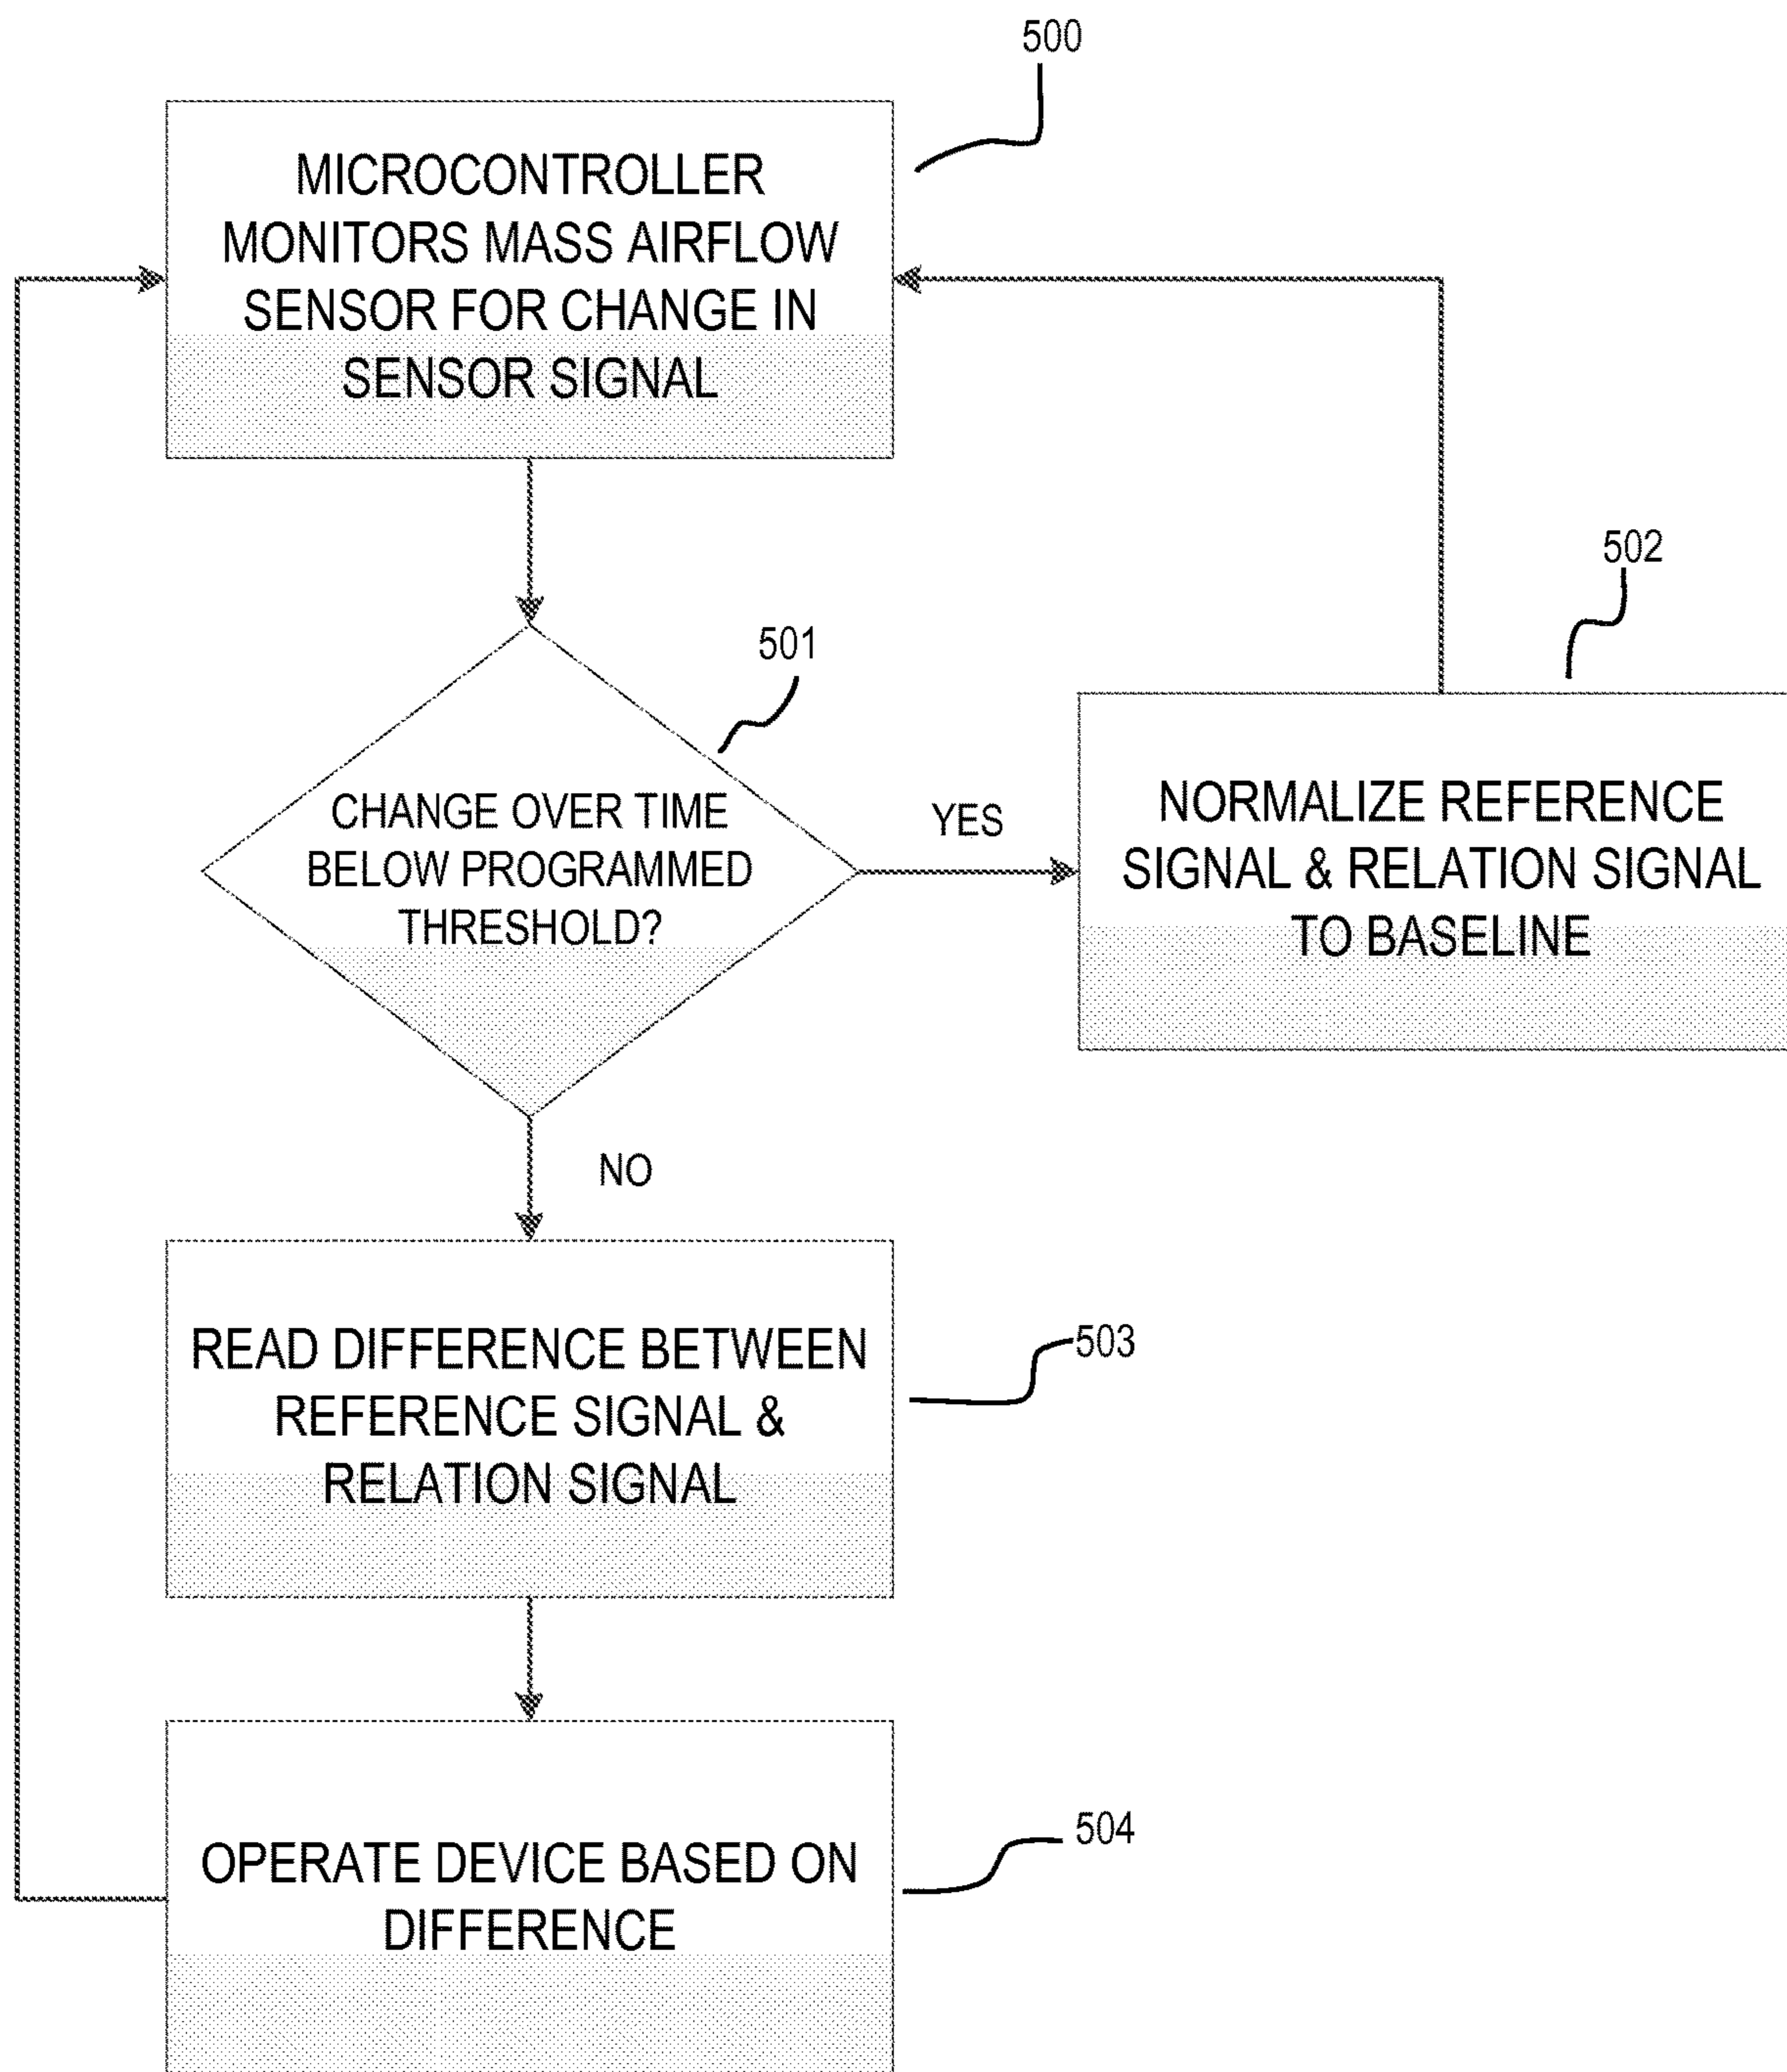 500
MICROCONTROLLER
MONITORS MASS AIRFLOW
SENSOR FOR CHANGE IN
SENSOR SIGNAL
502
501
CHANGE OVER TIME
BELOW PROGRAMMED
THRESHOLD?
YES
NORMALIZE REFERENCE
SIGNAL & RELATION SIGNAL
TO BASELINE
NO
READ DIFFERENCE BETWEEN
REFERENCE SIGNAL &
RELATION SIGNAL
503
OPERATE DEVICE BASED ON
DIFFERENCE
504